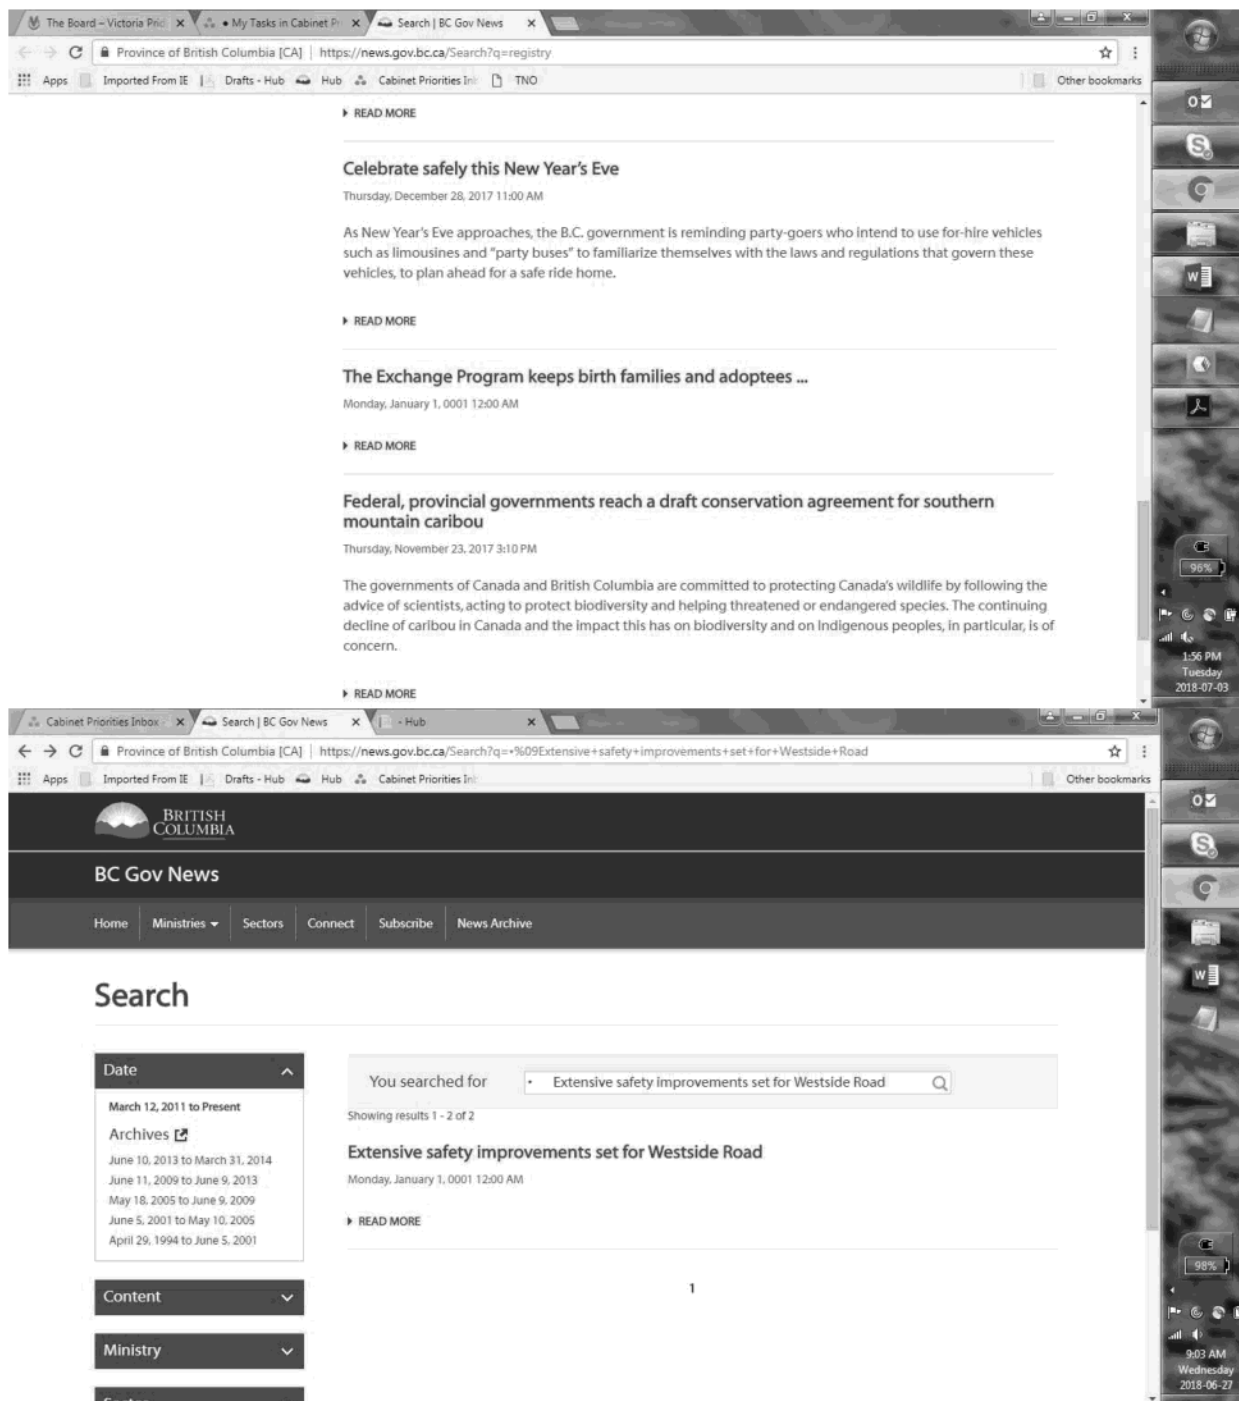 The Board – Victoria Prid
• My Tasks in Cabinet Pr
Search | BC Gov News
Province of British Columbia [CA] | https://news.gov.bc.ca/Search?q=registry
Apps Imported From IE Drafts - Hub Hub Cabinet Priorities In TNO Other bookmarks
READ MORE
Celebrate safely this New Year's Eve
Thursday, December 28, 2017 11:00 AM
As New Year's Eve approaches, the B.C. government is reminding party-goers who intend to use for-hire vehicles
such as limousines and "party buses" to familiarize themselves with the laws and regulations that govern these
vehicles, to plan ahead for a safe ride home.
READ MORE
The Exchange Program keeps birth families and adoptees ...
Monday, January 1, 0001 12:00 AM
READ MORE
Federal, provincial governments reach a draft conservation agreement for southern
mountain caribou
Thursday, November 23, 2017 3:10 PM
The governments of Canada and British Columbia are committed to protecting Canada's wildlife by following the
advice of scientists, acting to protect biodiversity and helping threatened or endangered species. The continuing
decline of caribou in Canada and the impact this has on biodiversity and on Indigenous peoples, in particular, is of
concern.
READ MORE
96%
1:56 PM
Tuesday
2018-07-03
Cabinet Priorities Inbox
Search | BC Gov News
- Hub
Province of British Columbia [CA] | https://news.gov.bc.ca/Search?q=•%09Extensive+safety+improvements+set+for+Westside+Road
Apps Imported From IE Drafts - Hub Hub Cabinet Priorities In Other bookmarks
BRITISH
COLUMBIA
BC Gov News
Home Ministries Sectors Connect Subscribe News Archive
Search
Date
March 12, 2011 to Present
Archives
June 10, 2013 to March 31, 2014
June 11, 2009 to June 9, 2013
May 18, 2005 to June 9, 2009
June 5, 2001 to May 10, 2005
April 29, 1994 to June 5, 2001
Content
Ministry
You searched for • Extensive safety improvements set for Westside Road
Showing results 1 - 2 of 2
Extensive safety improvements set for Westside Road
Monday, January 1, 0001 12:00 AM
READ MORE
1
98%
9:03 AM
Wednesday
2018-06-27